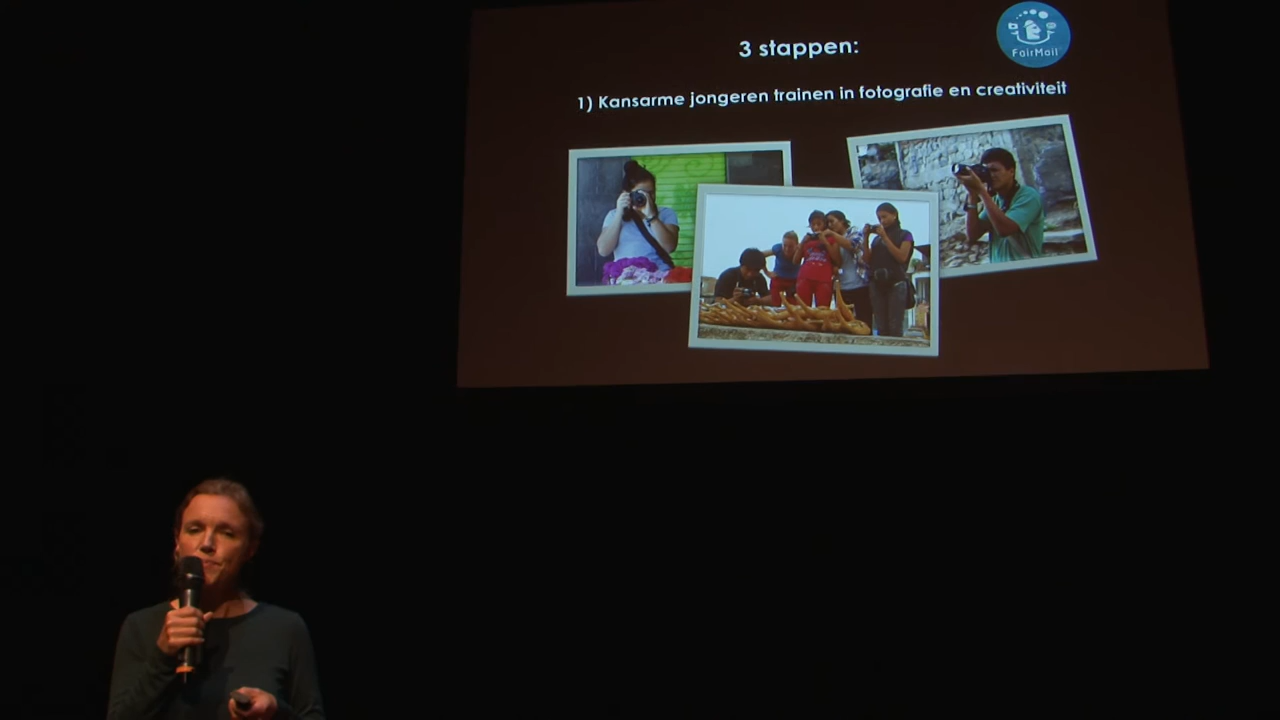 3 stappen:
FairMail
1) Kansarme jongeren trainen in fotografie en creativiteit